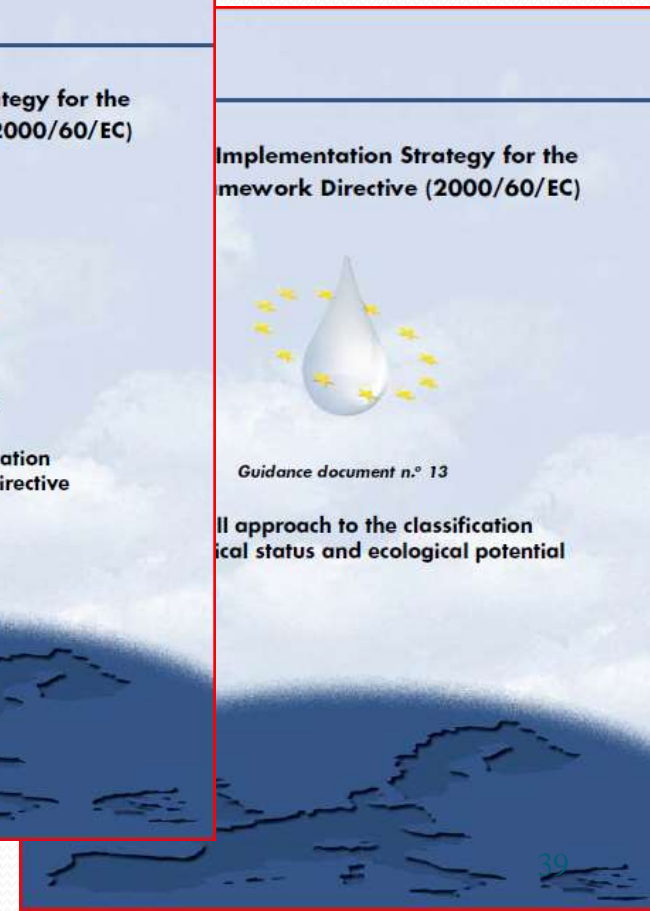 tegy for the
2000/60/EC)
ation
irective
Implementation Strategy for the
mework Directive (2000/60/EC)
Guidance document n.º 13
ll approach to the classification
ical status and ecological potential
39